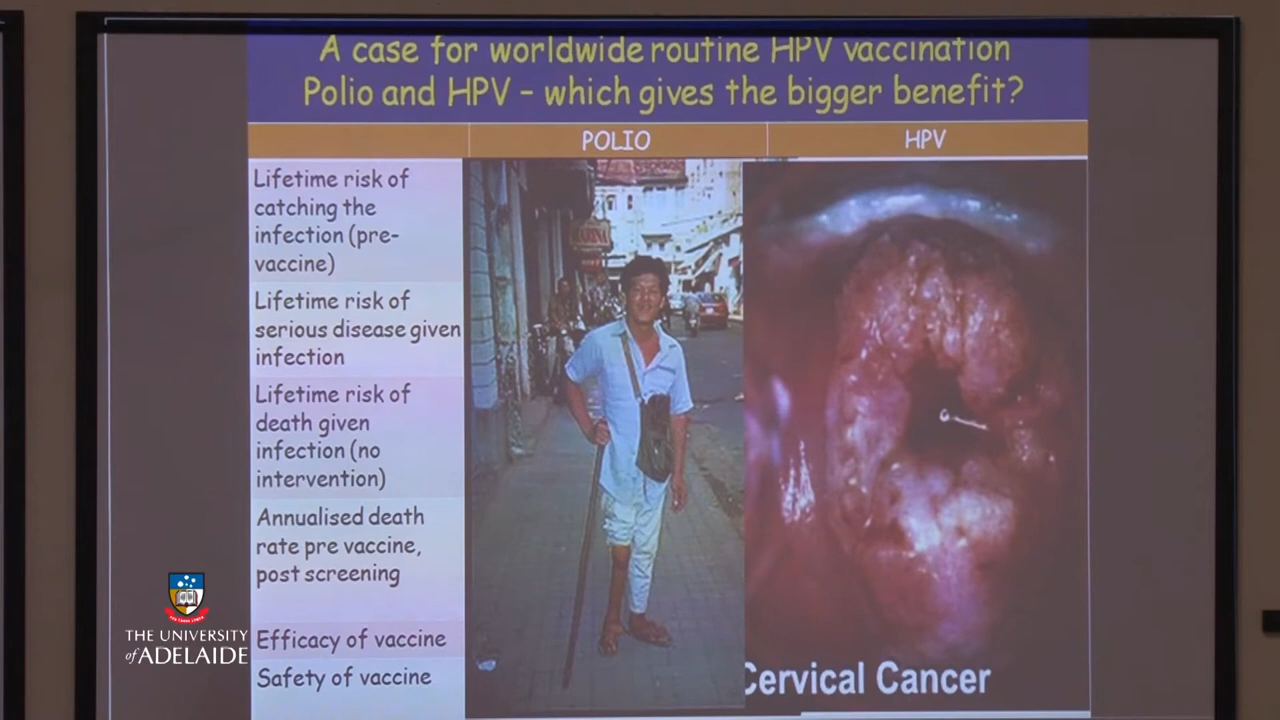 A case for worldwide routine HPV vaccination
Polio and HPV – which gives the bigger benefit?
POLIO
HPV
Lifetime risk of
catching the
infection (pre-
vaccine)
Lifetime risk of
serious disease given
infection
Lifetime risk of
death given
infection (no
intervention)
Annualised death
rate pre vaccine,
post screening
Efficacy of vaccine
Safety of vaccine
Cervical Cancer
THE UNIVERSITY
of ADELAIDE